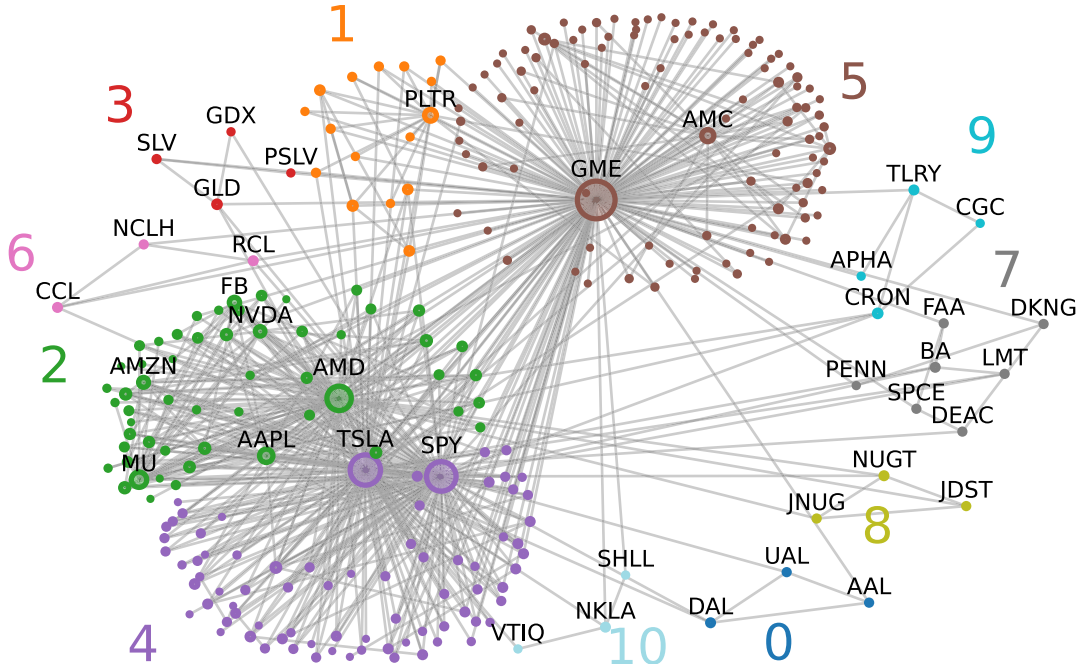 1
3
5
GDX
PLTR
AMC
SLV
PSLV
9
GME
GLD
TLRY
CGC
NCLH
RCL
6
APHA
7
CCL
FB
CRON
FAA
DKNG
NVDA
2
AMZN
AMD
BA
LMT
PENN
SPCE
DEAC
AAPL
TSLA
SPY
MU
NUGT
JDST
JNUG
8
SHLL
UAL
AAL
NKLA
DAL
4
VTIQ
10
0